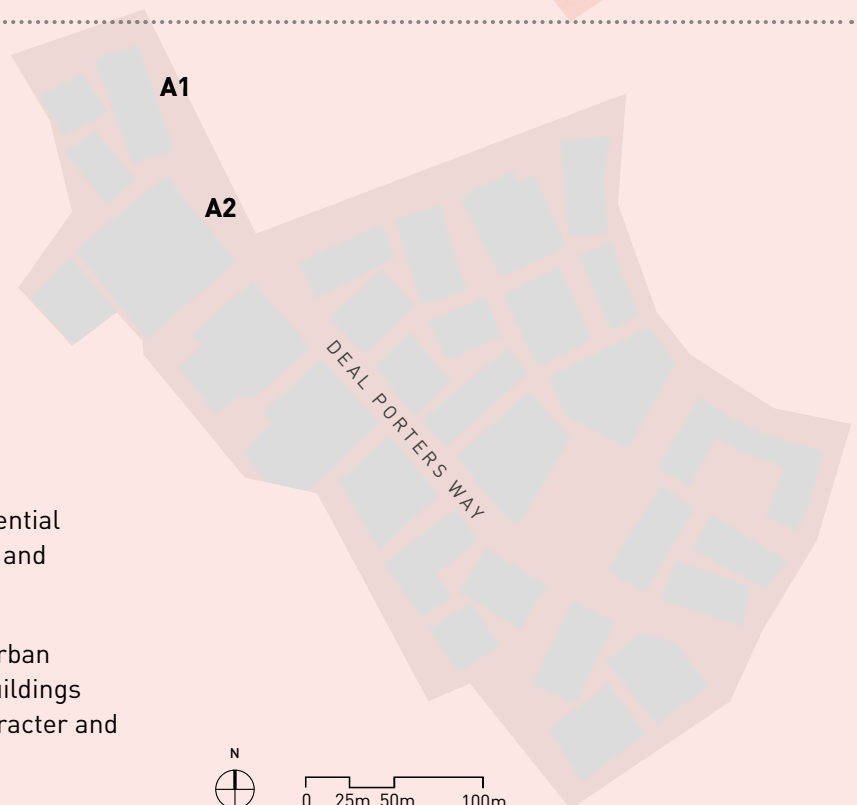 A1
A2
DEAL PORTERS WAY
ential
and
rban
ildings
racter and
N
0 25m 50m 100m